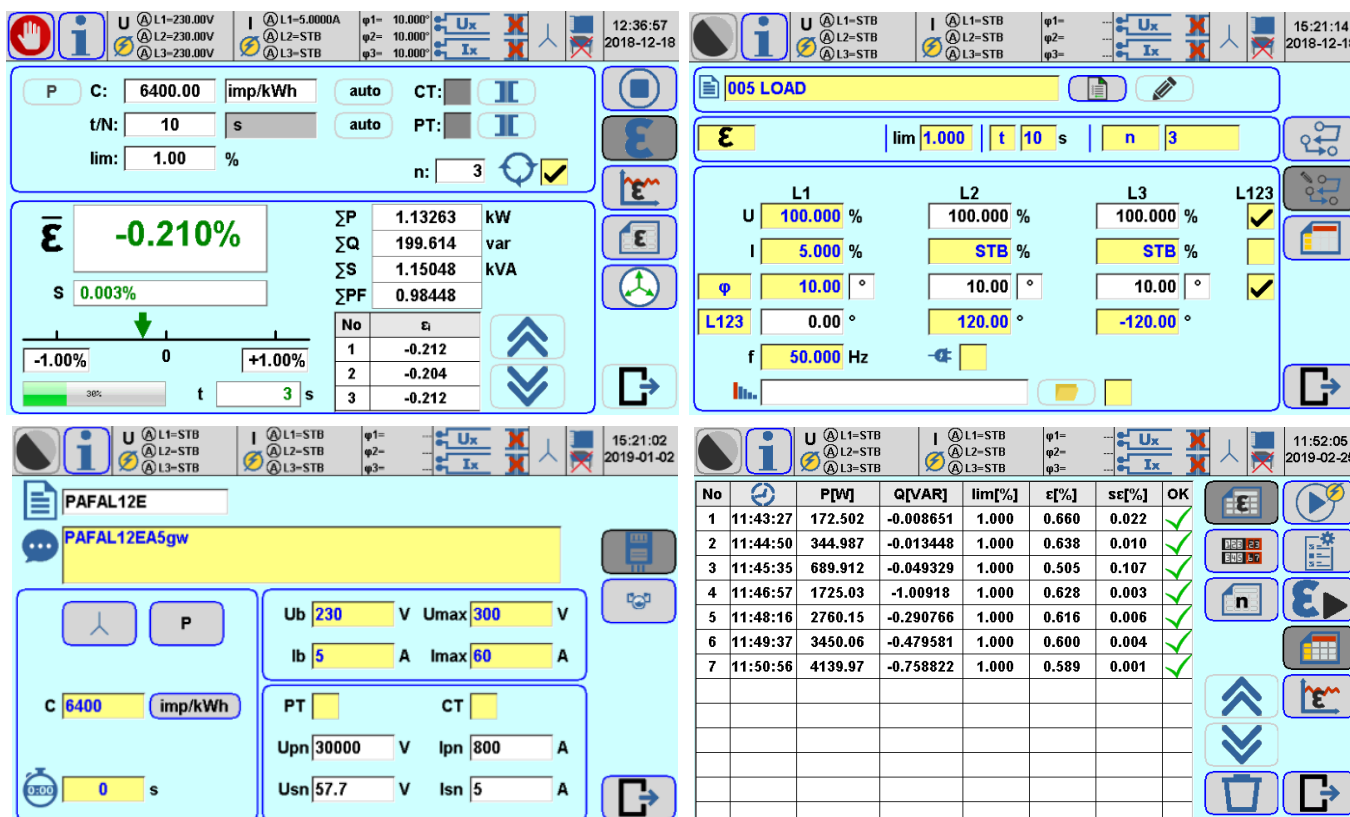 U Ⓐ L1=230.00V I Ⓐ L1=5.0000A φ1= 10.000° Ux 12:36:57
Ⓐ L2=230.00V Ⓐ L2=STB φ2= 10.000° 2018-12-18
Ⓐ L3=230.00V Ⓐ L3=STB φ3= 10.000° Ix
P C: 6400.00 imp/kWh auto CT:
t/N: 10 s auto PT:
lim: 1.00 %
n: 3
ε -0.210%
S 0.003%
-1.00% 0 +1.00%
30% t 3 s
∑P 1.13263 kW
∑Q 199.614 var
∑S 1.15048 kVA
∑PF 0.98448
No εi
1 -0.212
2 -0.204
3 -0.212
ε
ε
ε
U Ⓐ L1=STB I Ⓐ L1=STB φ1= --- Ux 15:21:14
Ⓐ L2=STB Ⓐ L2=STB φ2= --- 2018-12-18
Ⓐ L3=STB Ⓐ L3=STB φ3= --- Ix
005 LOAD
ε lim 1.000 t 10 s n 3
L1 L2 L3 L123
U 100.000 % 100.000 % 100.000 %
I 5.000 % STB % STB %
φ 10.00 ° 10.00 ° 10.00 °
L123 0.00 ° 120.00 ° -120.00 °
f 50.000 Hz
U Ⓐ L1=STB I Ⓐ L1=STB φ1= --- Ux 15:21:02
Ⓐ L2=STB Ⓐ L2=STB φ2= --- 2019-01-02
Ⓐ L3=STB Ⓐ L3=STB φ3= --- Ix
PAFAL12E
PAFAL12EA5gw
P
C 6400 imp/kWh
0:00 0 s
Ub 230 V Umax 300 V
Ib 5 A Imax 60 A
PT CT
Upn 30000 V Ipn 800 A
Usn 57.7 V Isn 5 A
U Ⓐ L1=STB I Ⓐ L1=STB φ1= --- Ux 11:52:05
Ⓐ L2=STB Ⓐ L2=STB φ2= ---
Ⓐ L3=STB Ⓐ L3=STB φ3= --- Ix
No P[W] Q[VAR] lim[%] ε[%] sε[%] OK
1 11:43:27 172.502 -0.008651 1.000 0.660 0.022
2 11:44:50 344.987 -0.013448 1.000 0.638 0.010
3 11:45:35 689.912 -0.049329 1.000 0.505 0.107
4 11:46:57 1725.03 -1.00918 1.000 0.628 0.003
5 11:48:16 2760.15 -0.290766 1.000 0.616 0.006
6 11:49:37 3450.06 -0.479581 1.000 0.600 0.004
7 11:50:56 4139.97 -0.758822 1.000 0.589 0.001
ε
n ε
ε